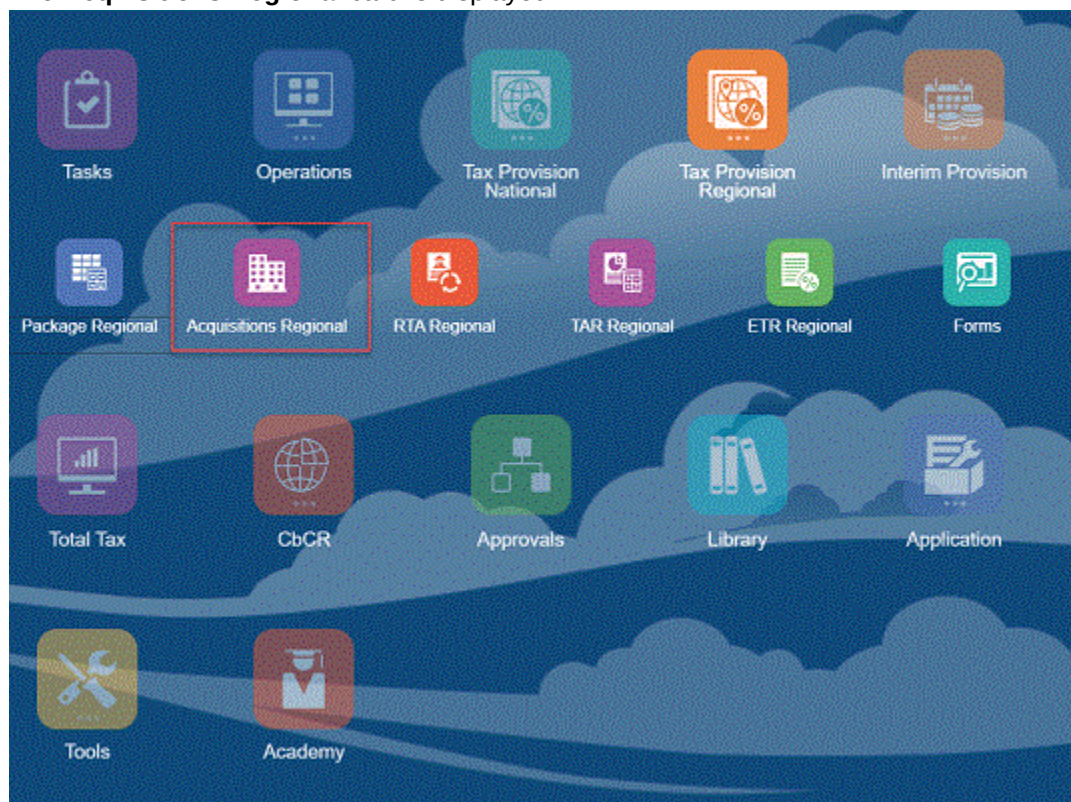 Tasks
Operations
Tax Provision
National
Tax Provision
Regional
Interim Provision
Package Regional
Acquisitions Regional
RTA Regional
TAR Regional
ETR Regional
Forms
Total Tax
CbCR
Approvals
Library
Application
Tools
Academy